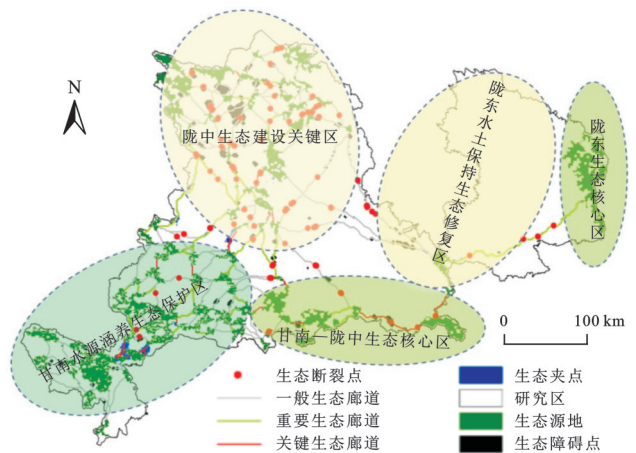 N
陇中生态建设关键区
陇东水土保持生态修复区
陇东生态核心区
甘南水源涵养生态保护区
甘南—陇中生态核心区
0 100 km
生态断裂点
一般生态廊道
重要生态廊道
关键生态廊道
生态夹点
研究区
生态源地
生态障碍点